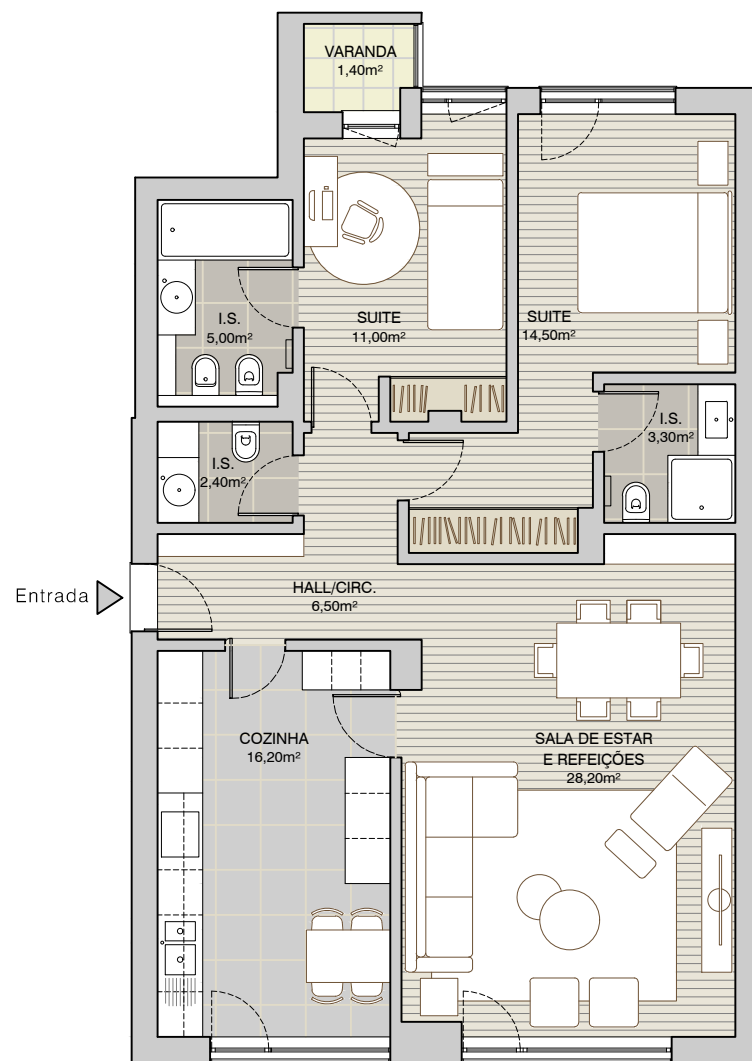 VARANDA
1,40m²
SUITE
11,00m²
SUITE
14,50m²
I.S.
5,00m²
I.S.
3,30m²
I.S.
2,40m²
HALL/CIRC.
6,50m²
Entrada
COZINHA
16,20m²
SALA DE ESTAR
E REFEIÇÕES
28,20m²